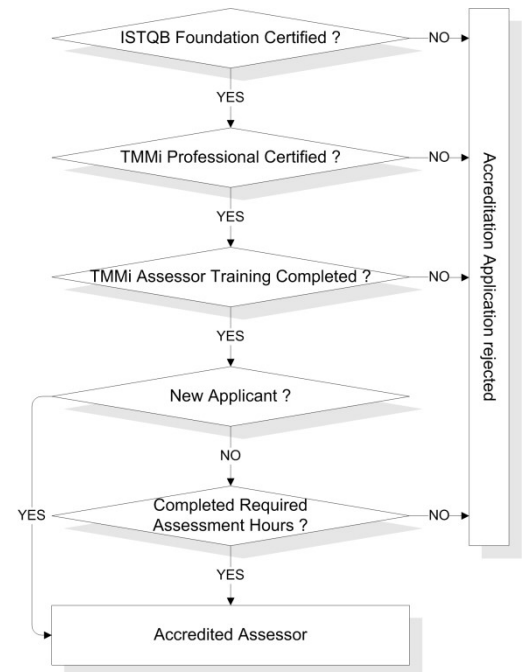 ISTQB Foundation Certified ?
NO
YES
TMMi Professional Certified ?
NO
YES
TMMi Assessor Training Completed ?
NO
YES
New Applicant ?
NO
YES
Completed Required
Assessment Hours ?
NO
YES
Accredited Assessor
Accreditation Application rejected